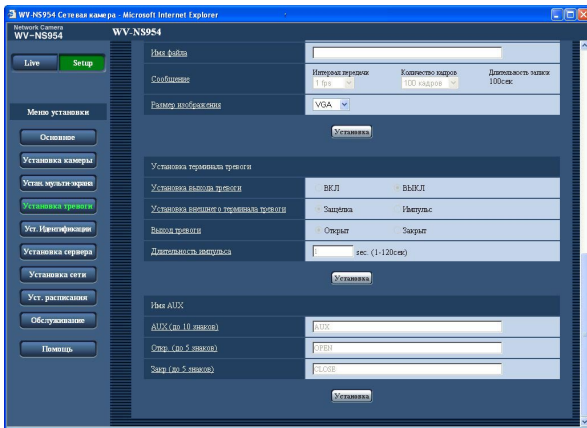 WV-NS954 Сетевая камера - Microsoft Internet Explorer
Network Camera
WV-NS954
WV-NS954
Live Setup
Меню установки
Основное
Установка камеры
Устан. мульти-экрана
Установка тревоги
Уст. Идентификации
Установка сервера
Установка сети
Уст. расписания
Обслуживание
Помощь
Имя файла
Сообщение
Интервал передачи Количество кадров Длительность записи
1 fps 100 кадров 100сек
Размер изображения VGA
Установка
Установка терминала тревоги
Установка выхода тревоги ВКЛ ВЫКЛ
Установка внешнего терминала тревоги Защёлка Импульс
Выход тревоги Открыт Закрыт
Длительность импульса 1 sec. (1-120сек)
Установка
Имя AUX
AUX (до 10 знаков) AUX
Откр. (до 5 знаков) OPEN
Закр (до 5 знаков) CLOSE
Установка